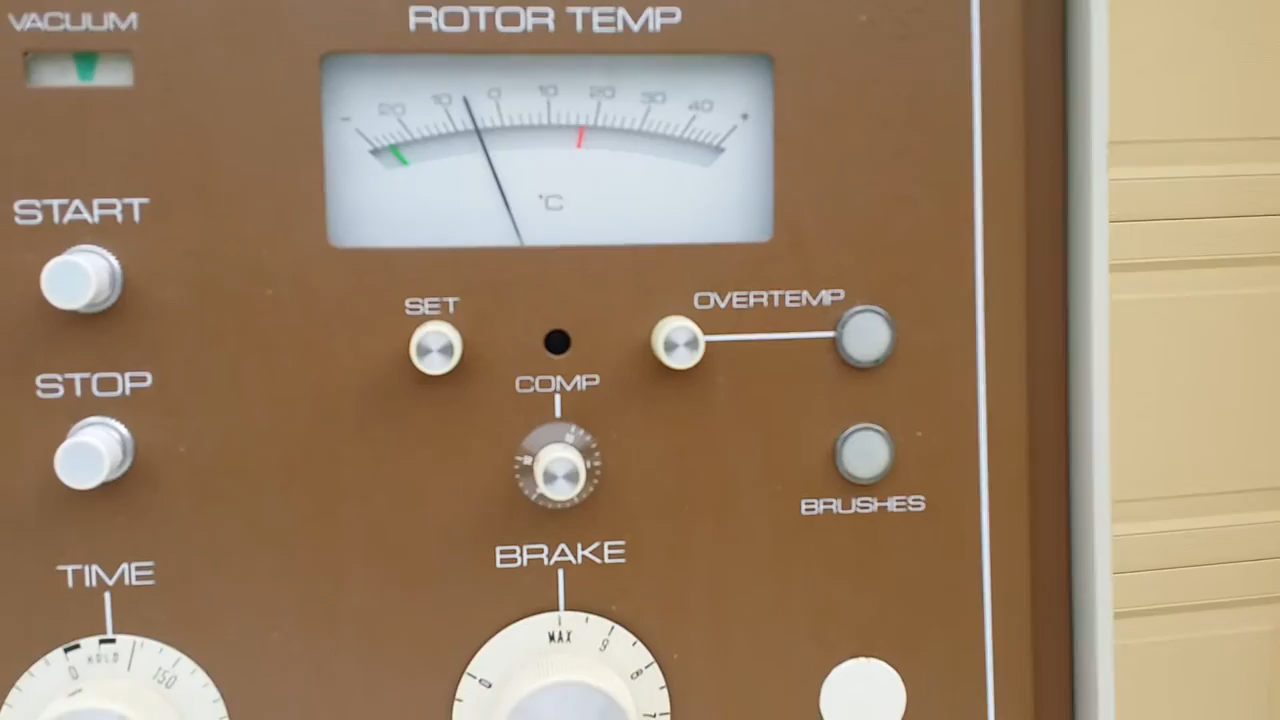 VACUUM
ROTOR TEMP
- 20 10 0 10 20 30 40 +
°C
START
SET
OVERTEMP
STOP
COMP
BRUSHES
BRAKE
TIME
MAX
9
8
7
0
0 HOLD 150